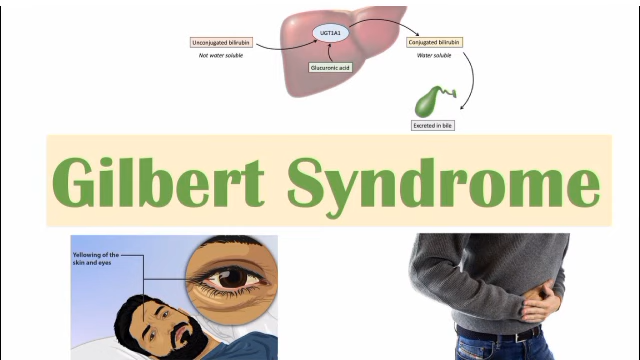 UGT1A1
Unconjugated bilirubin
Conjugated bilirubin
Not water soluble
Water soluble
Glucuronic acid
Excreted in bile
Gilbert Syndrome
Yellowing of the
skin and eyes